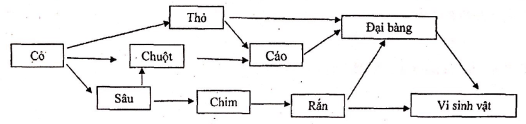 Thỏ
Đại bàng
Cỏ
Chuột
Cáo
Sâu
Chim
Rắn
Vi sinh vật